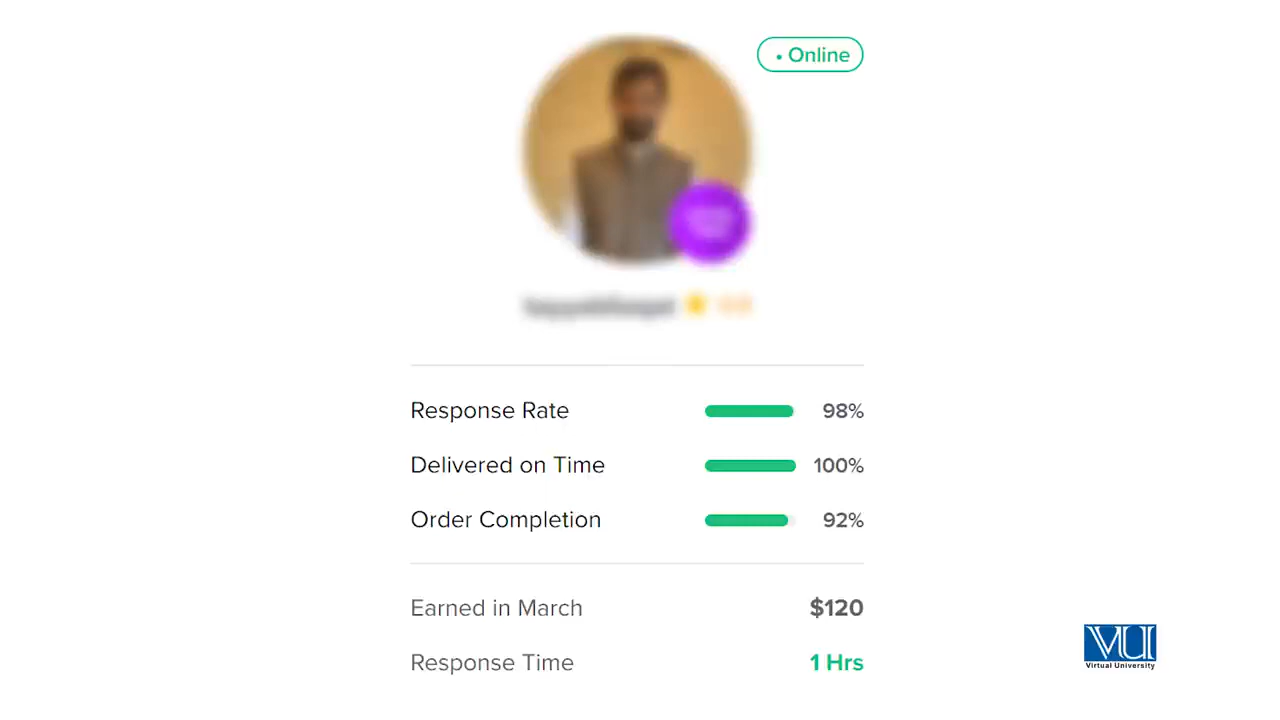 • Online
Response Rate 98%
Delivered on Time 100%
Order Completion 92%
Earned in March $120
Response Time 1 Hrs
VU
Virtual University